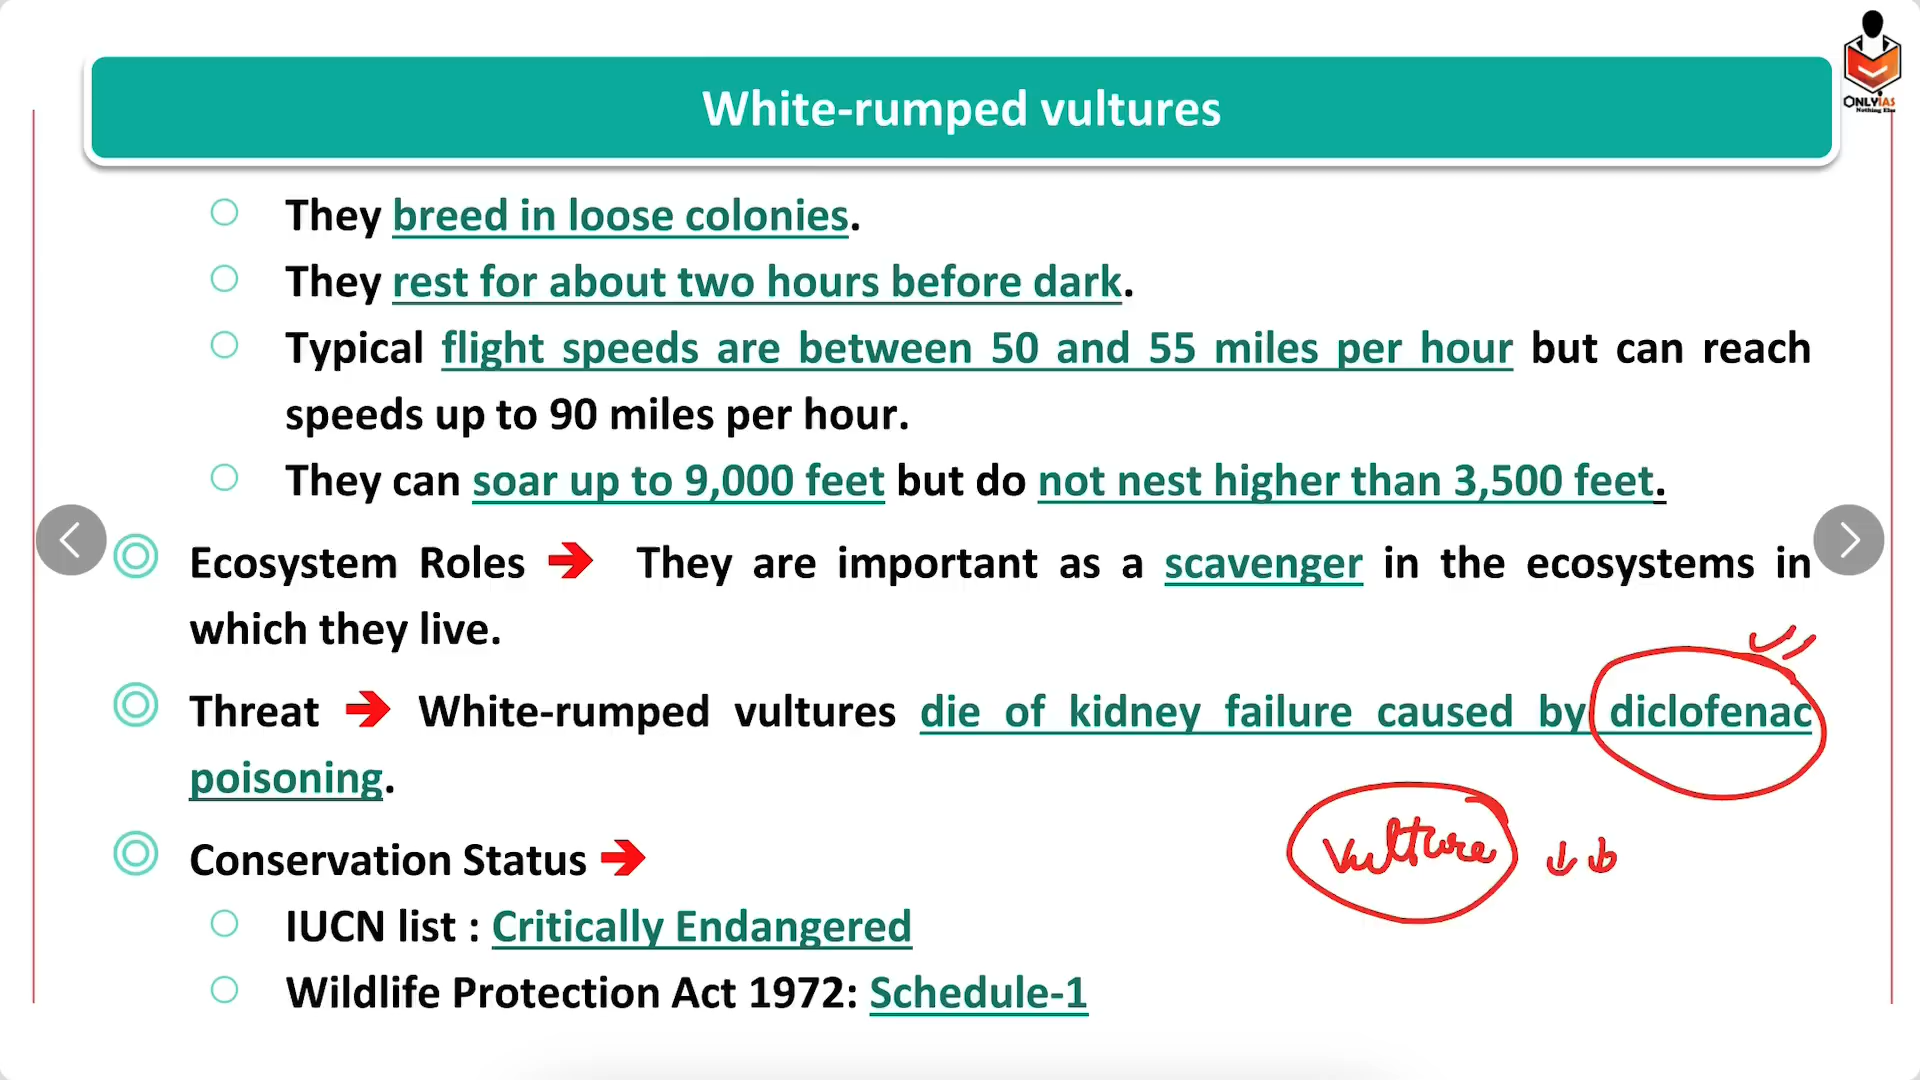 White-rumped vultures
ONLYIAS
Nothing Else
They breed in loose colonies.
They rest for about two hours before dark.
Typical flight speeds are between 50 and 55 miles per hour but can reach
speeds up to 90 miles per hour.
They can soar up to 9,000 feet but do not nest higher than 3,500 feet.
Ecosystem Roles ➔ They are important as a scavenger in the ecosystems in
which they live.
Threat ➔ White-rumped vultures die of kidney failure caused by diclofenac
poisoning.
Vulture
Conservation Status ➔
IUCN list : Critically Endangered
Wildlife Protection Act 1972: Schedule-1